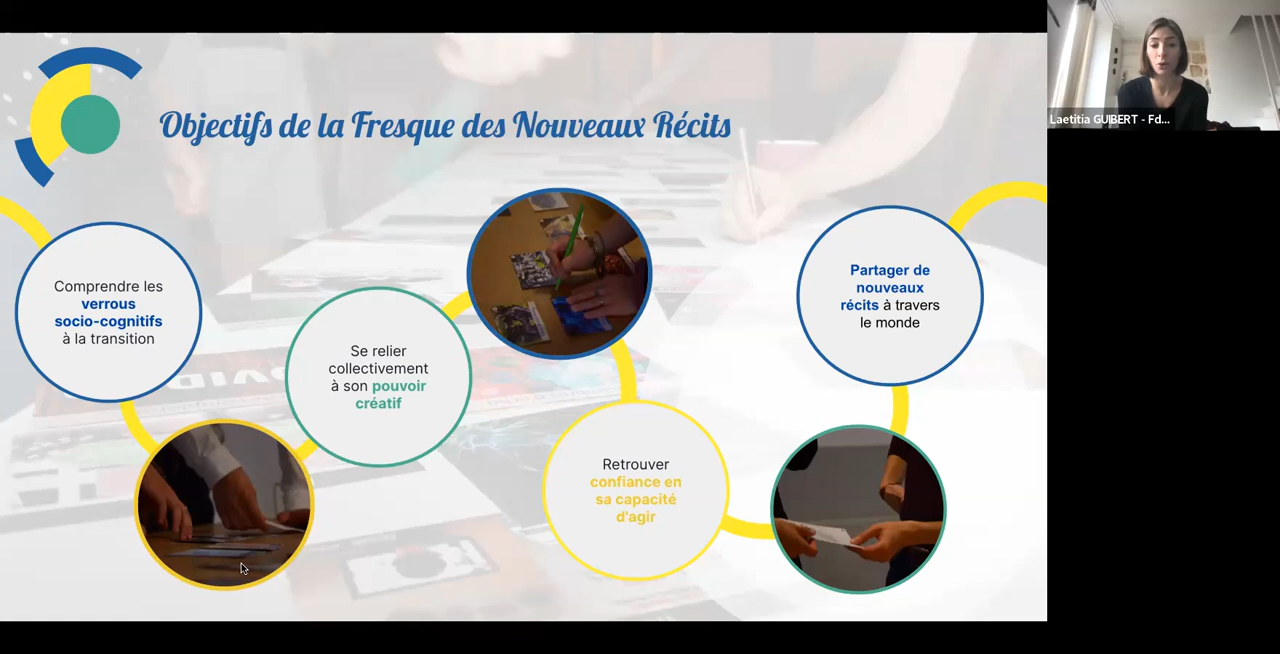 Objectifs de la Fresque des Nouveaux Récits
Laetitia GUIBERT - Fd...
Comprendre les
verrous
socio-cognitifs
à la transition
Se relier
collectivement
à son pouvoir
créatif
Retrouver
confiance en
sa capacité
d'agir
Partager de
nouveaux
récits à travers
le monde